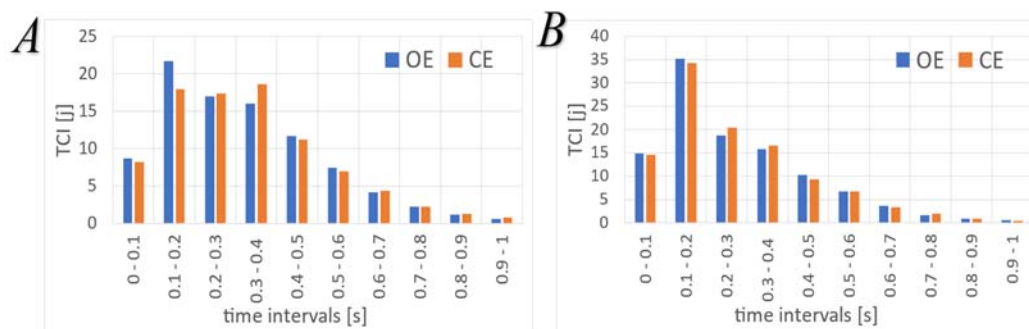 A
25
20
15
10
5
0
TCI [j]
OE CE
0 - 0.1
0.1 - 0.2
0.2 - 0.3
0.3 - 0.4
0.4 - 0.5
0.5 - 0.6
0.6 - 0.7
0.7 - 0.8
0.8 - 0.9
0.9 - 1
time intervals [s]
B
40
35
30
25
20
15
10
5
0
TCI [j]
OE CE
0 - 0.1
0.1 - 0.2
0.2 - 0.3
0.3 - 0.4
0.4 - 0.5
0.5 - 0.6
0.6 - 0.7
0.7 - 0.8
0.8 - 0.9
0.9 - 1
time intervals [s]